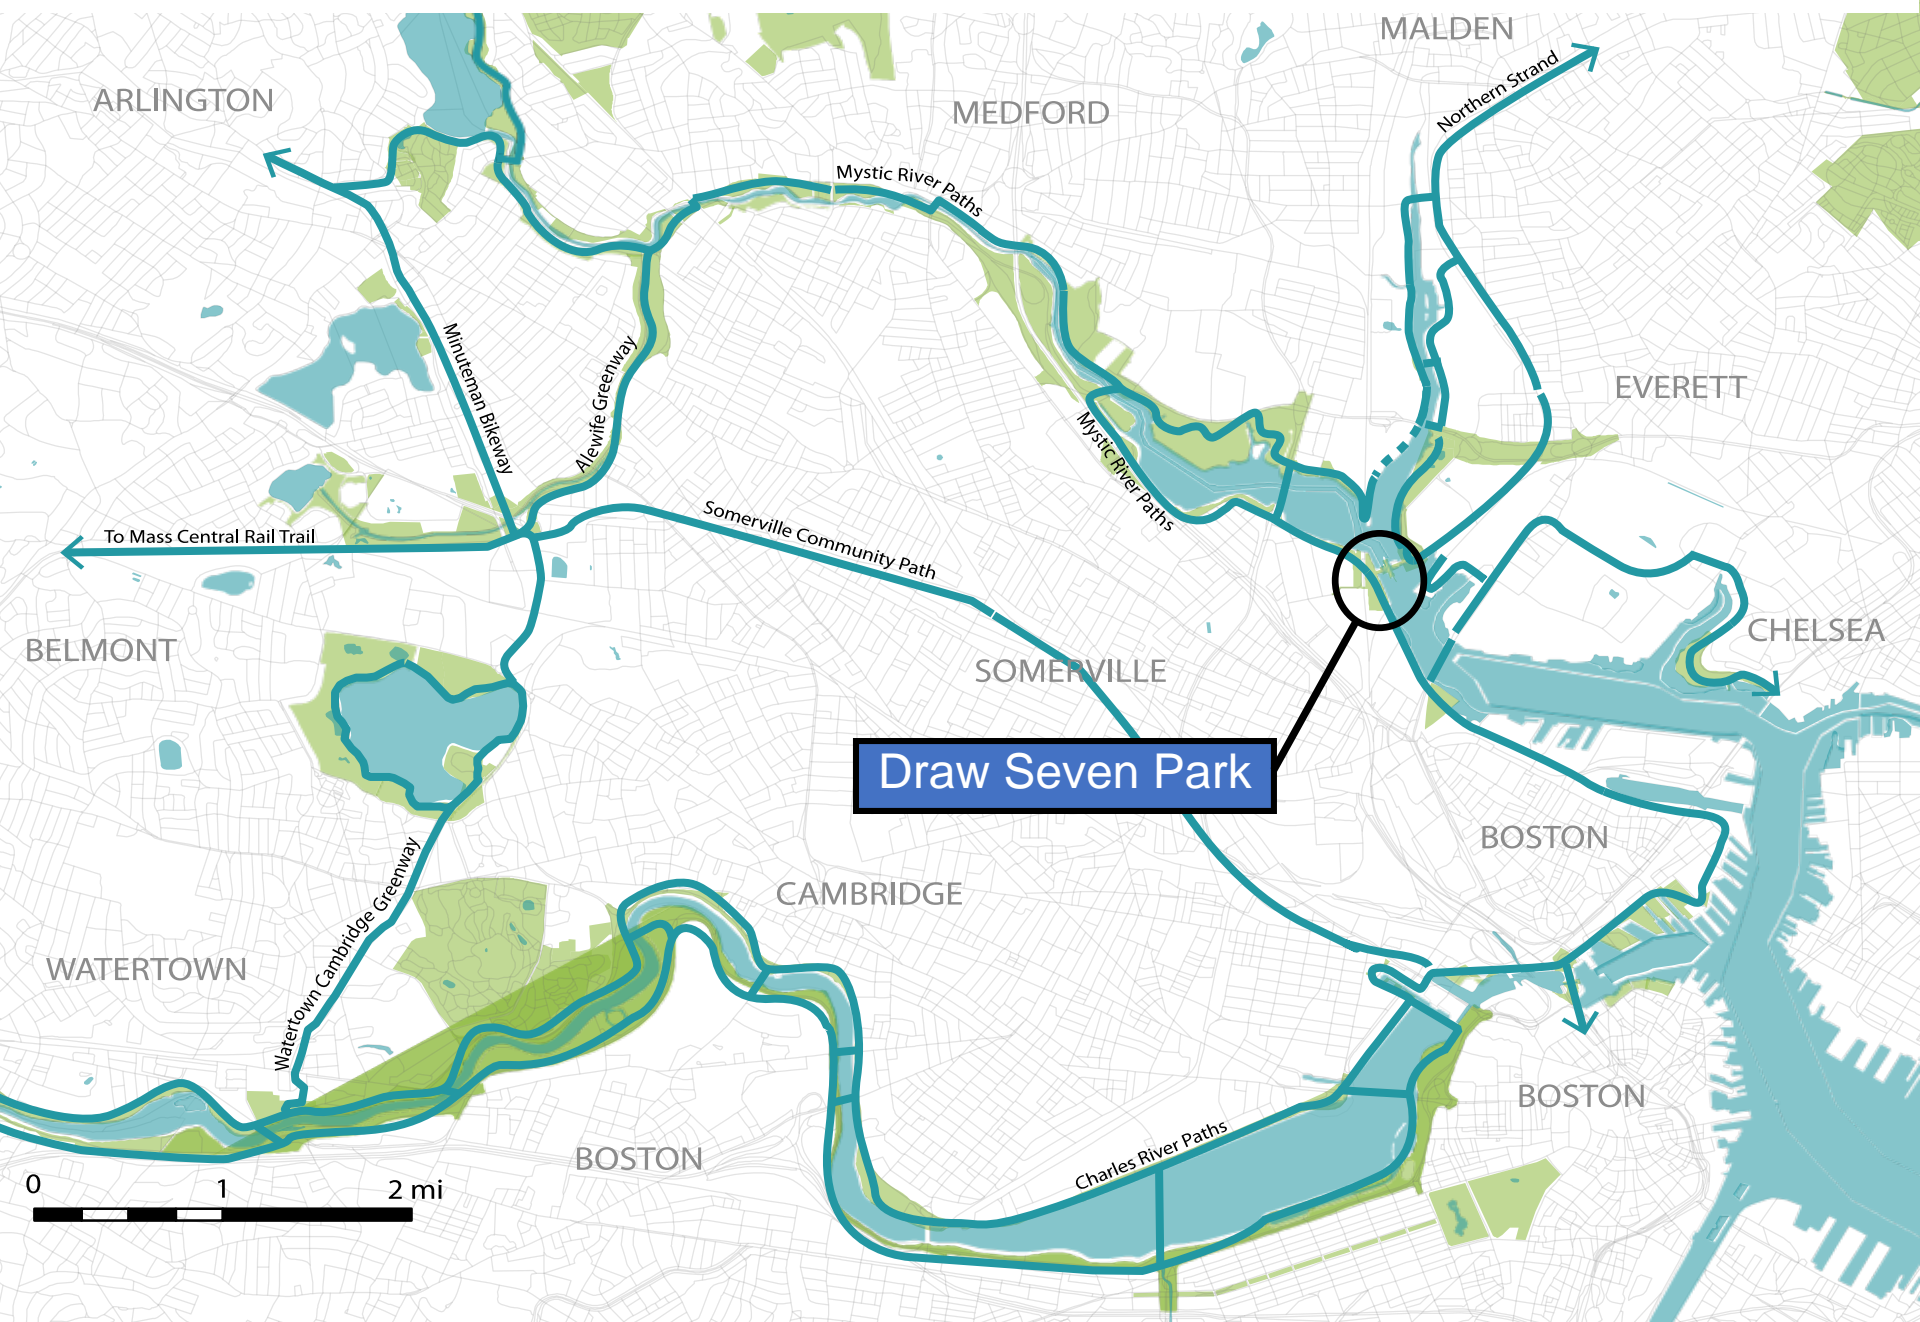 MALDEN
Northern Strand
ARLINGTON
MEDFORD
Mystic River Paths
Minuteman Bikeway
Alewife Greenway
EVERETT
Mystic River Paths
To Mass Central Rail Trail
Somerville Community Path
BELMONT
SOMERVILLE
CHELSEA
Draw Seven Park
BOSTON
CAMBRIDGE
Watertown Cambridge Greenway
WATERTOWN
BOSTON
Charles River Paths
BOSTON
0 1 2 mi